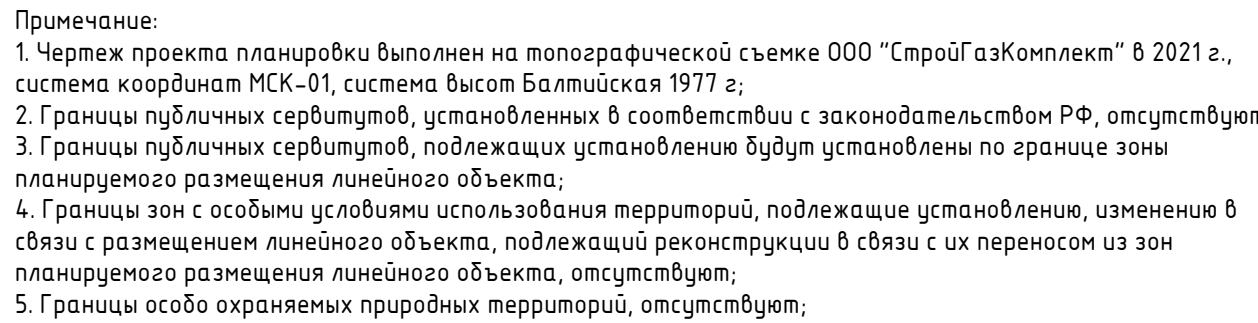 Примечание:
1. Чертеж проекта планировки выполнен на топографической съемке ООО "СтройГазКомплект" в 2021 г.,
система координат МСК-01, система высот Балтийская 1977 г;
2. Границы публичных сервитутов, установленных в соответствии с законодательством РФ, отсутствуют
3. Границы публичных сервитутов, подлежащих установлению будут установлены по границе зоны
планируемого размещения линейного объекта;
4. Границы зон с особыми условиями использования территорий, подлежащие установлению, изменению в
связи с размещением линейного объекта, подлежащий реконструкции в связи с их переносом из зон
планируемого размещения линейного объекта, отсутствуют;
5. Границы особо охраняемых природных территорий, отсутствуют;